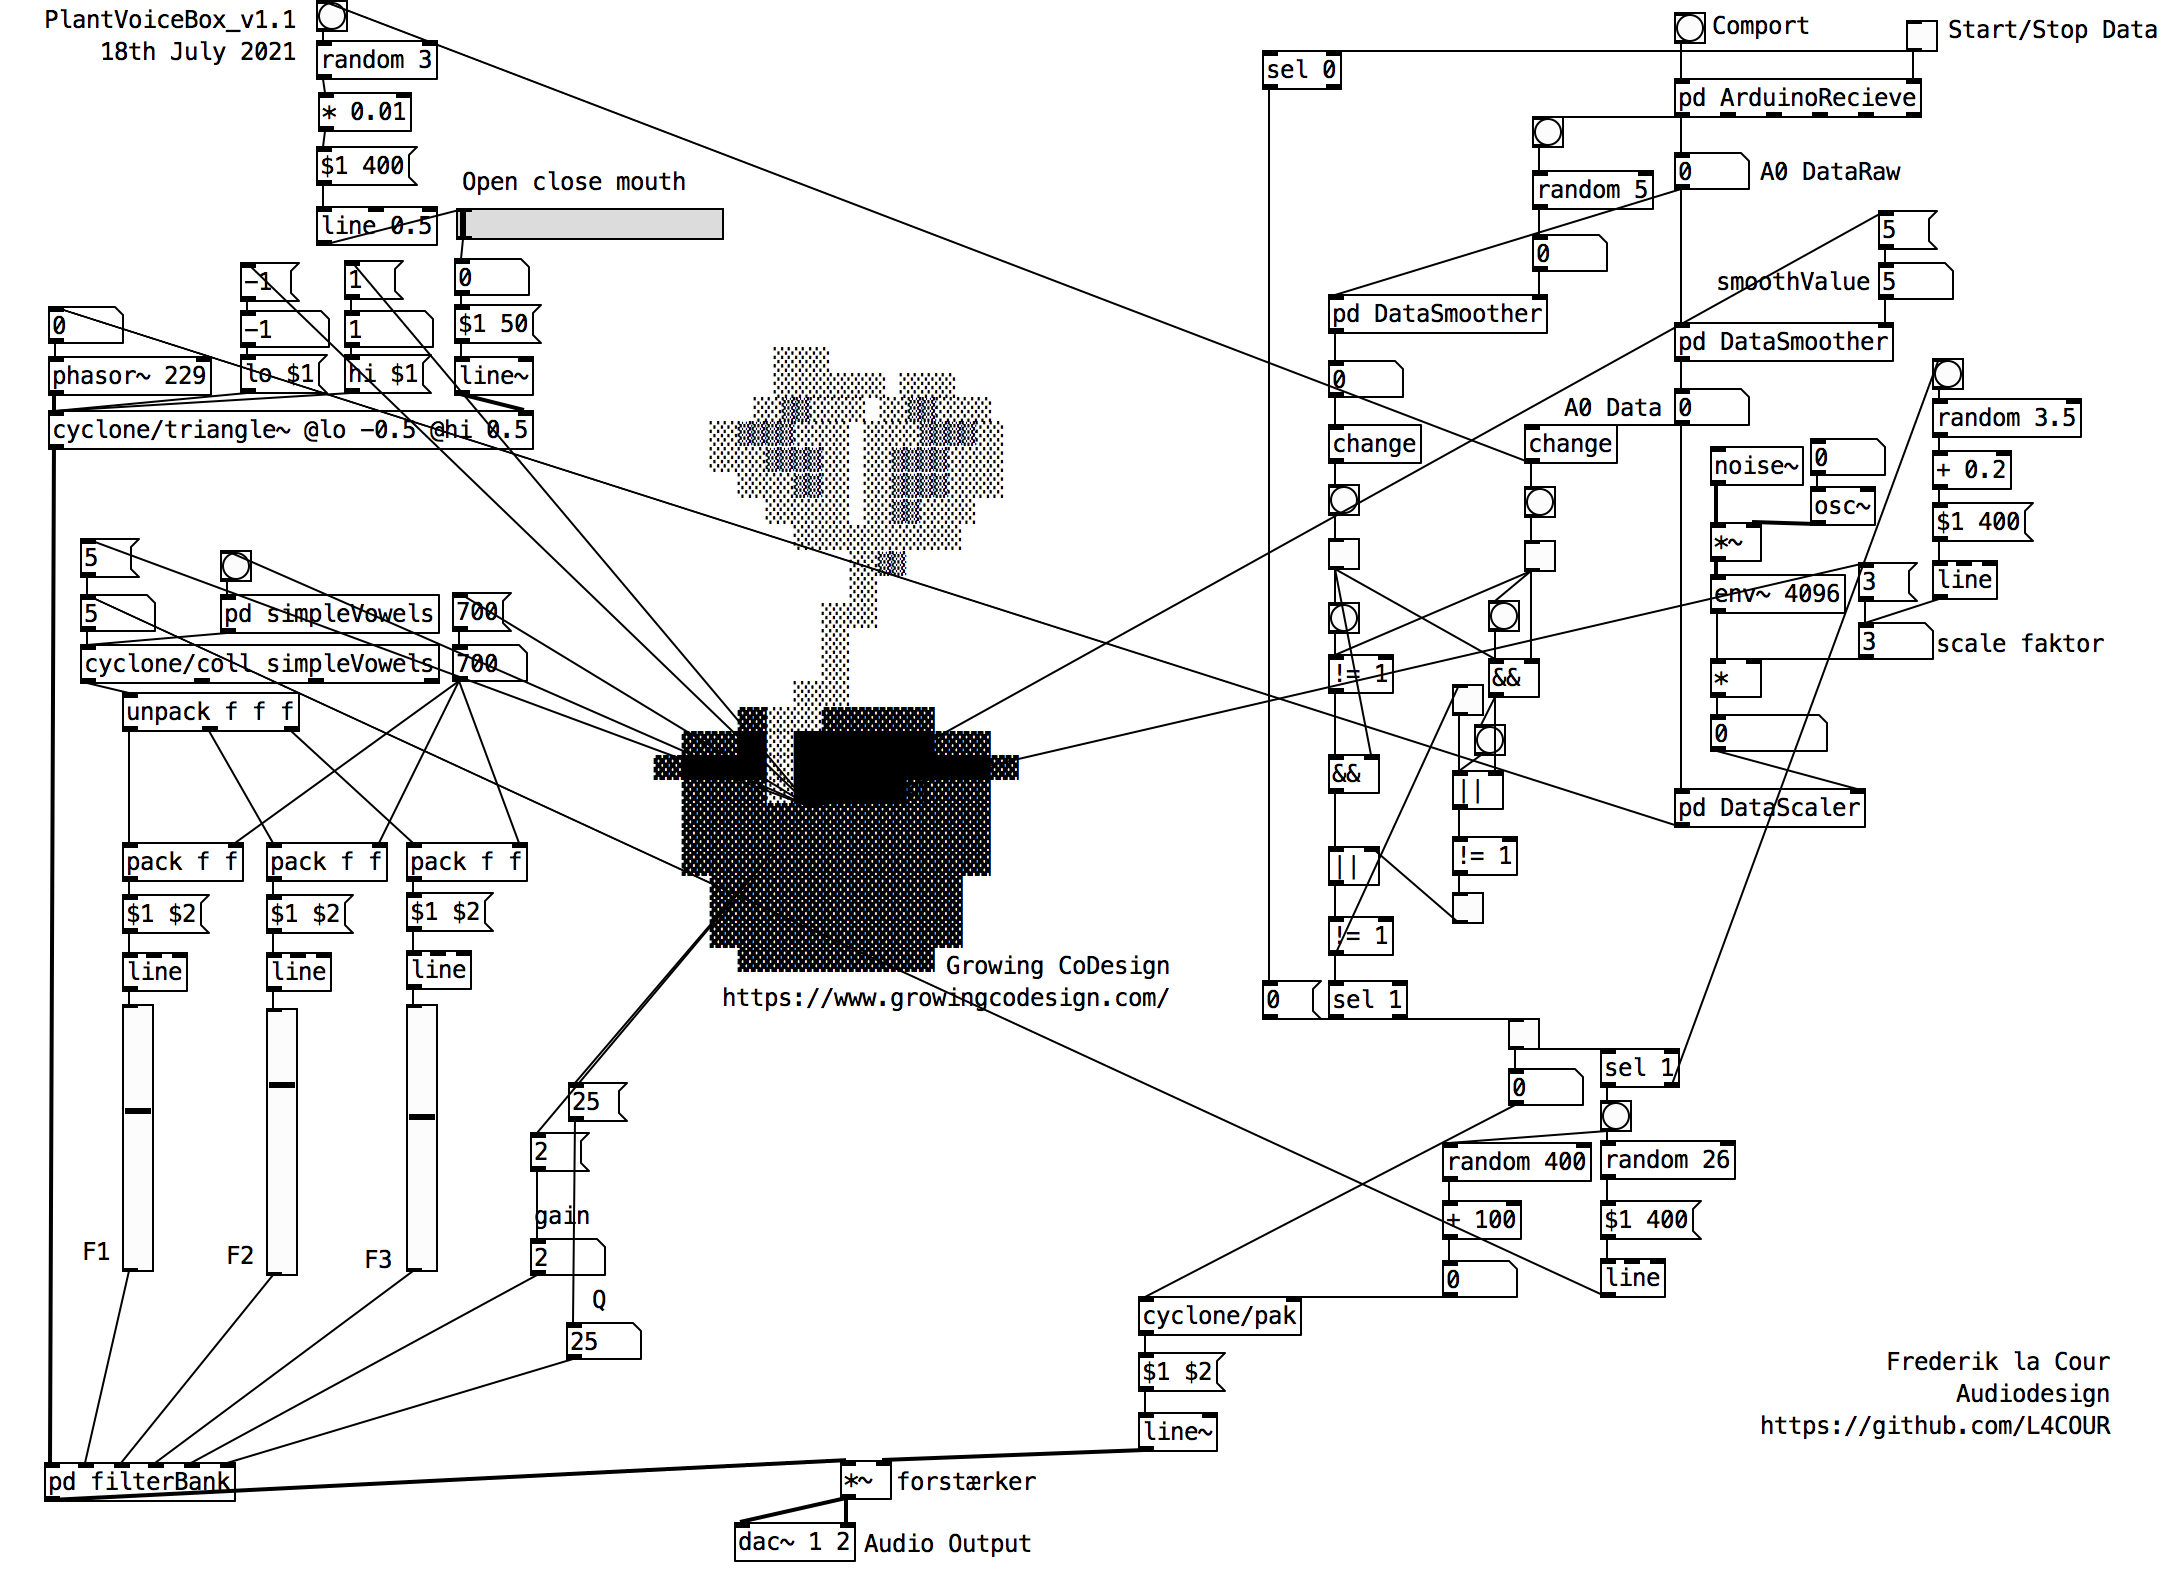 PlantVoiceBox_v1.1
18th July 2021
random 3
* 0.01
$1 400
line 0.5
Open close mouth
-1
1
0
-1
1
$1 50
0
phasor~ 229
lo $1
hi $1
line~
cyclone/triangle~ @lo -0.5 @hi 0.5
5
5
pd simpleVowels
700
cyclone/coll simpleVowels
700
unpack f f f
pack f f
pack f f
pack f f
$1 $2
$1 $2
$1 $2
line
line
line
F1
F2
F3
25
2
gain
2
Q
25
pd filterBank
Growing CoDesign
https://www.growingcodesign.com/
*~
forstærker
dac~ 1 2
Audio Output
sel 0
Comport
Start/Stop Data
pd ArduinoRecieve
0
A0 DataRaw
random 5
0
5
smoothValue
5
pd DataSmoother
pd DataSmoother
0
A0 Data
0
change
change
noise~
0
osc~
*~
env~ 4096
3
3
scale faktor
*
0
pd DataScaler
random 3.5
+ 0.2
$1 400
line
!= 1
&&
&&
||
||
!= 1
!= 1
0
sel 1
0
sel 1
random 400
random 26
+ 100
$1 400
0
line
cyclone/pak
$1 $2
line~
Frederik la Cour
Audiodesign
https://github.com/L4COUR